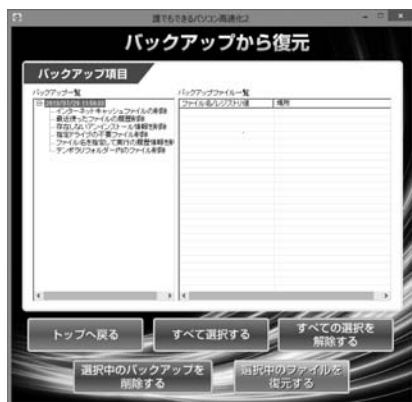 誰でもできるパソコン高速化2
バックアップから復元
バックアップ項目
バックアップ一覧
インターネットキャッシュファイルの削除
最近使ったファイルの履歴削除
存在しないアンインストール情報を削除
指定ドライブの不要ファイル削除
ファイル名を指定して実行の履歴情報を削
テンポラリフォルダー内のファイル削除
バックアップファイル一覧
ファイル名/レジストリ値
場所
トップへ戻る
すべて選択する
すべての選択を
解除する
選択中のバックアップを
削除する
選択中のファイルを
復元する